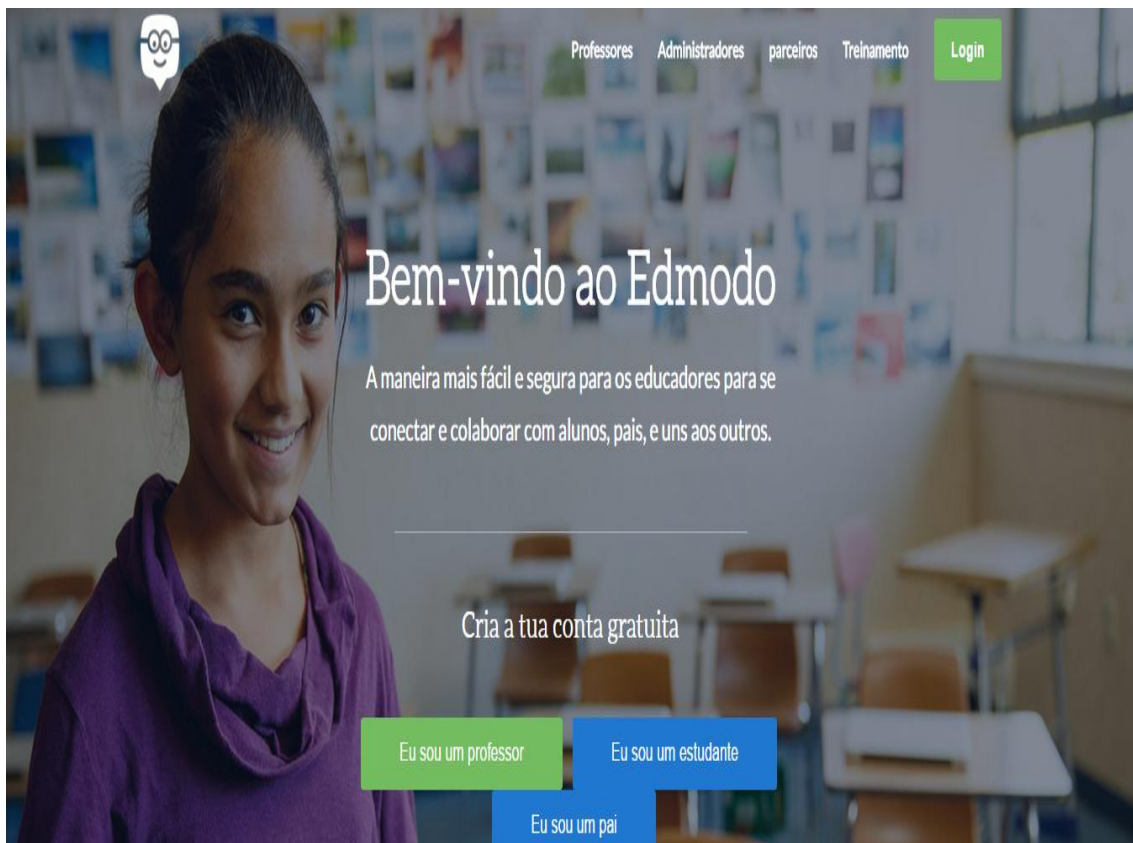 Professores Administradores parceiros Treinamento Login
Bem-vindo ao Edmodo
A maneira mais fácil e segura para os educadores para se
conectar e colaborar com alunos, pais, e uns aos outros.
Cria a tua conta gratuita
Eu sou um professor Eu sou um estudante
Eu sou um pai